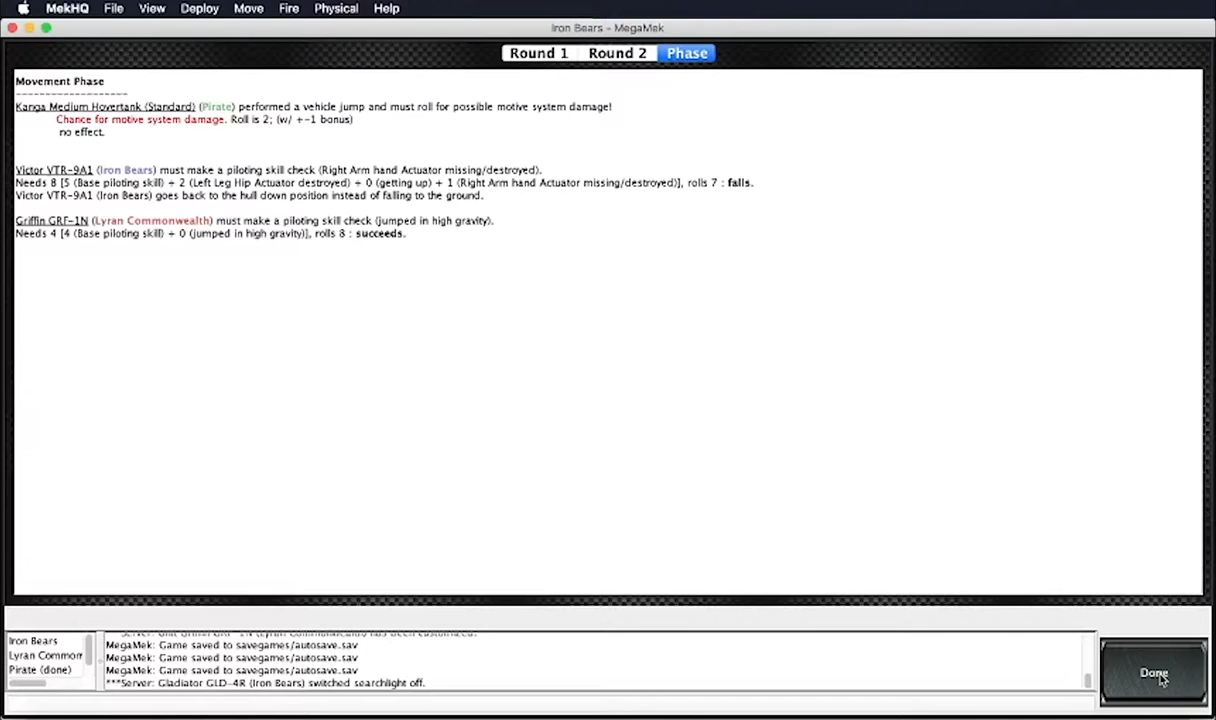 MekHQ File View Deploy Move Fire Physical Help
Iron Bears - MegaMek
Round 1 Round 2 Phase
Movement Phase
--------------------
Kanga Medium Hovertank (Standard) (Pirate) performed a vehicle jump and must roll for possible motive system damage!
Chance for motive system damage. Roll is 2; (w/ +-1 bonus)
no effect.
Victor VTR-9A1 (Iron Bears) must make a piloting skill check (Right Arm hand Actuator missing/destroyed).
Needs 8 [5 (Base piloting skill) + 2 (Left Leg Hip Actuator destroyed) + 0 (getting up) + 1 (Right Arm hand Actuator missing/destroyed)], rolls 7 : falls.
Victor VTR-9A1 (Iron Bears) goes back to the hull down position instead of falling to the ground.
Griffin GRF-1N (Lyran Commonwealth) must make a piloting skill check (jumped in high gravity).
Needs 4 [4 (Base piloting skill) + 0 (jumped in high gravity)], rolls 8 : succeeds.
Iron Bears
Lyran Common
Pirate (done)
MegaMek: Game saved to savegames/autosave.sav
MegaMek: Game saved to savegames/autosave.sav
MegaMek: Game saved to savegames/autosave.sav
***Server: Gladiator GLD-4R (Iron Bears) switched searchlight off.
Done